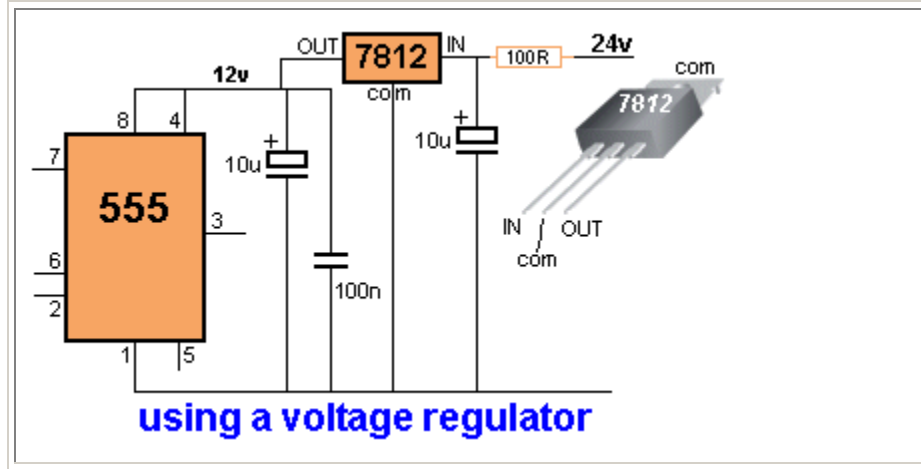 OUT
7812
IN
100R
24v
12v
com
com
7812
8
4
+
10u
+
10u
7
555
3
IN
OUT
com
6
2
100n
1
5
using a voltage regulator